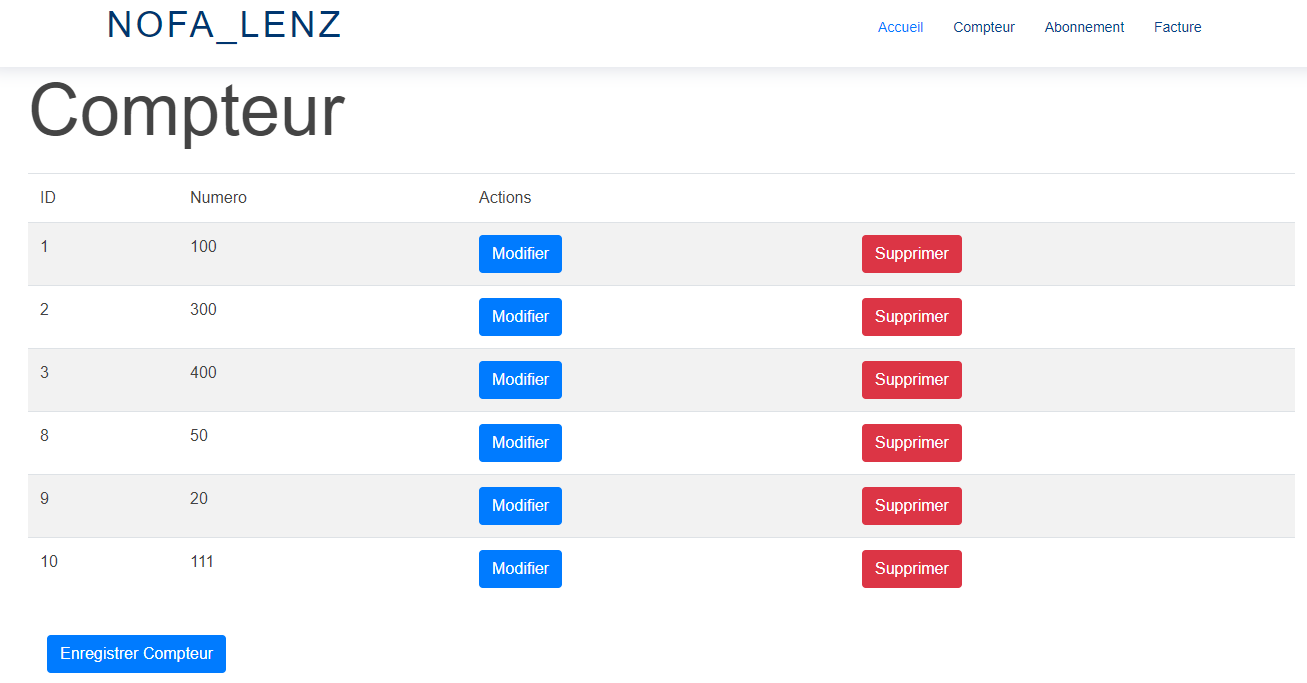 NOFA_LENZ
Accueil Compteur Abonnement Facture
Compteur
ID Numero Actions
1 100 Modifier Supprimer
2 300 Modifier Supprimer
3 400 Modifier Supprimer
8 50 Modifier Supprimer
9 20 Modifier Supprimer
10 111 Modifier Supprimer
Enregistrer Compteur